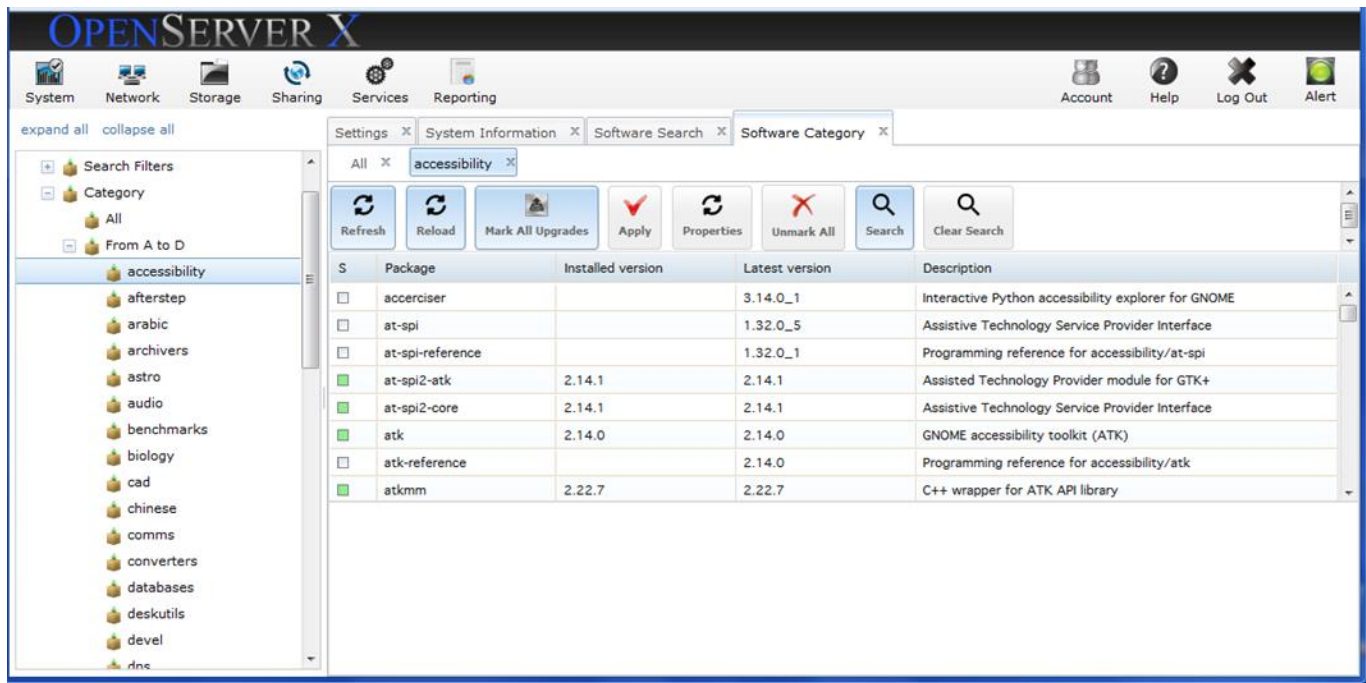 OPENSERVER X
System Network Storage Sharing Services Reporting Account Help Log Out Alert
expand all collapse all
Settings System Information Software Search Software Category
All accessibility
Search Filters
Category
All
From A to D
accessibility
afterstep
arabic
archivers
astro
audio
benchmarks
biology
cad
chinese
comms
converters
databases
deskutils
devel
dns
Refresh Reload Mark All Upgrades Apply Properties Unmark All Search Clear Search
S Package Installed version Latest version Description
accerciser 3.14.0_1 Interactive Python accessibility explorer for GNOME
at-spi 1.32.0_5 Assistive Technology Service Provider Interface
at-spi-reference 1.32.0_1 Programming reference for accessibility/at-spi
at-spi2-atk 2.14.1 2.14.1 Assisted Technology Provider module for GTK+
at-spi2-core 2.14.1 2.14.1 Assistive Technology Service Provider Interface
atk 2.14.0 2.14.0 GNOME accessibility toolkit (ATK)
atk-reference 2.14.0 Programming reference for accessibility/atk
atkmm 2.22.7 2.22.7 C++ wrapper for ATK API library